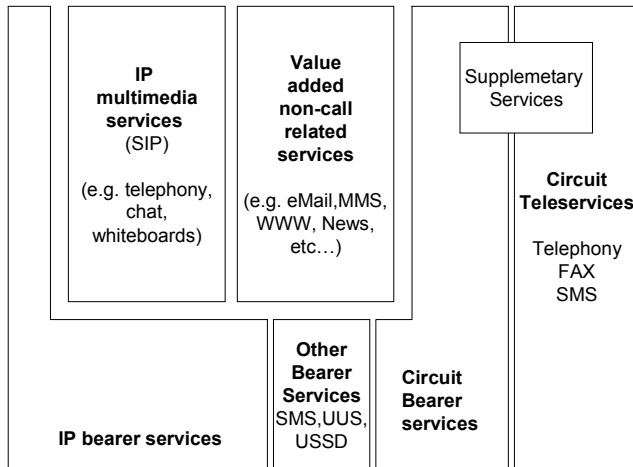 IP
multimedia
services
(SIP)
(e.g. telephony,
chat,
whiteboards)
Value
added
non-call
related
services
(e.g. eMail,MMS,
WWW, News,
etc…)
Supplemetary
Services
Circuit
Teleservices
Telephony
FAX
SMS
IP bearer services
Other
Bearer
Services
SMS,UUS,
USSD
Circuit
Bearer
services